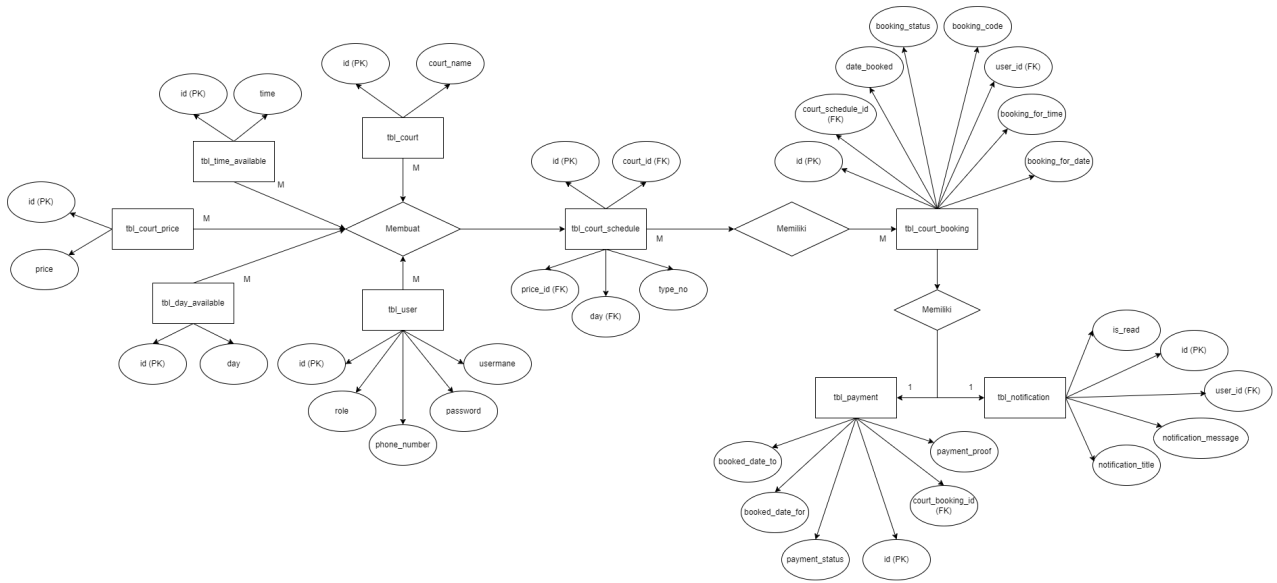 booking_status
booking_code
court_name
id (PK)
date_booked
user_id (FK)
id (PK)
time
court_schedule_id
(FK)
booking_for_time
tbl_court
tbl_time_available
id (PK)
court_id (FK)
id (PK)
booking_for_date
M
M
id (PK)
M
tbl_court_price
Membuat
tbl_court_schedule
M
Memiliki
M
tbl_court_booking
price
M
M
price_id (FK)
type_no
tbl_day_available
tbl_user
day (FK)
Memiliki
is_read
id (PK)
id (PK)
day
id (PK)
usermane
1
1
tbl_payment
tbl_notification
user_id (FK)
role
password
phone_number
notification_message
payment_proof
booked_date_to
notification_title
court_booking_id
(FK)
booked_date_for
payment_status
id (PK)